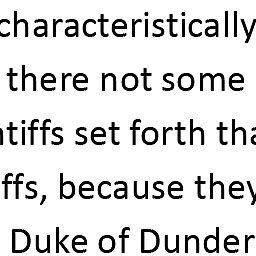 characteristically
there not some
ntiffs set forth tha
ffs, because they
Duke of Dunder